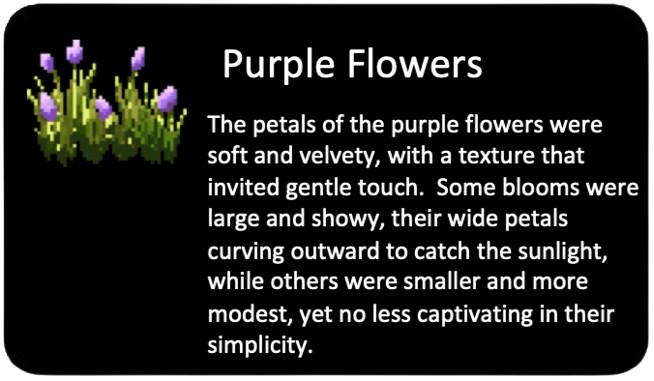 Purple Flowers
The petals of the purple flowers were
soft and velvety, with a texture that
invited gentle touch.  Some blooms were
large and showy, their wide petals
curving outward to catch the sunlight,
while others were smaller and more
modest, yet no less captivating in their
simplicity.